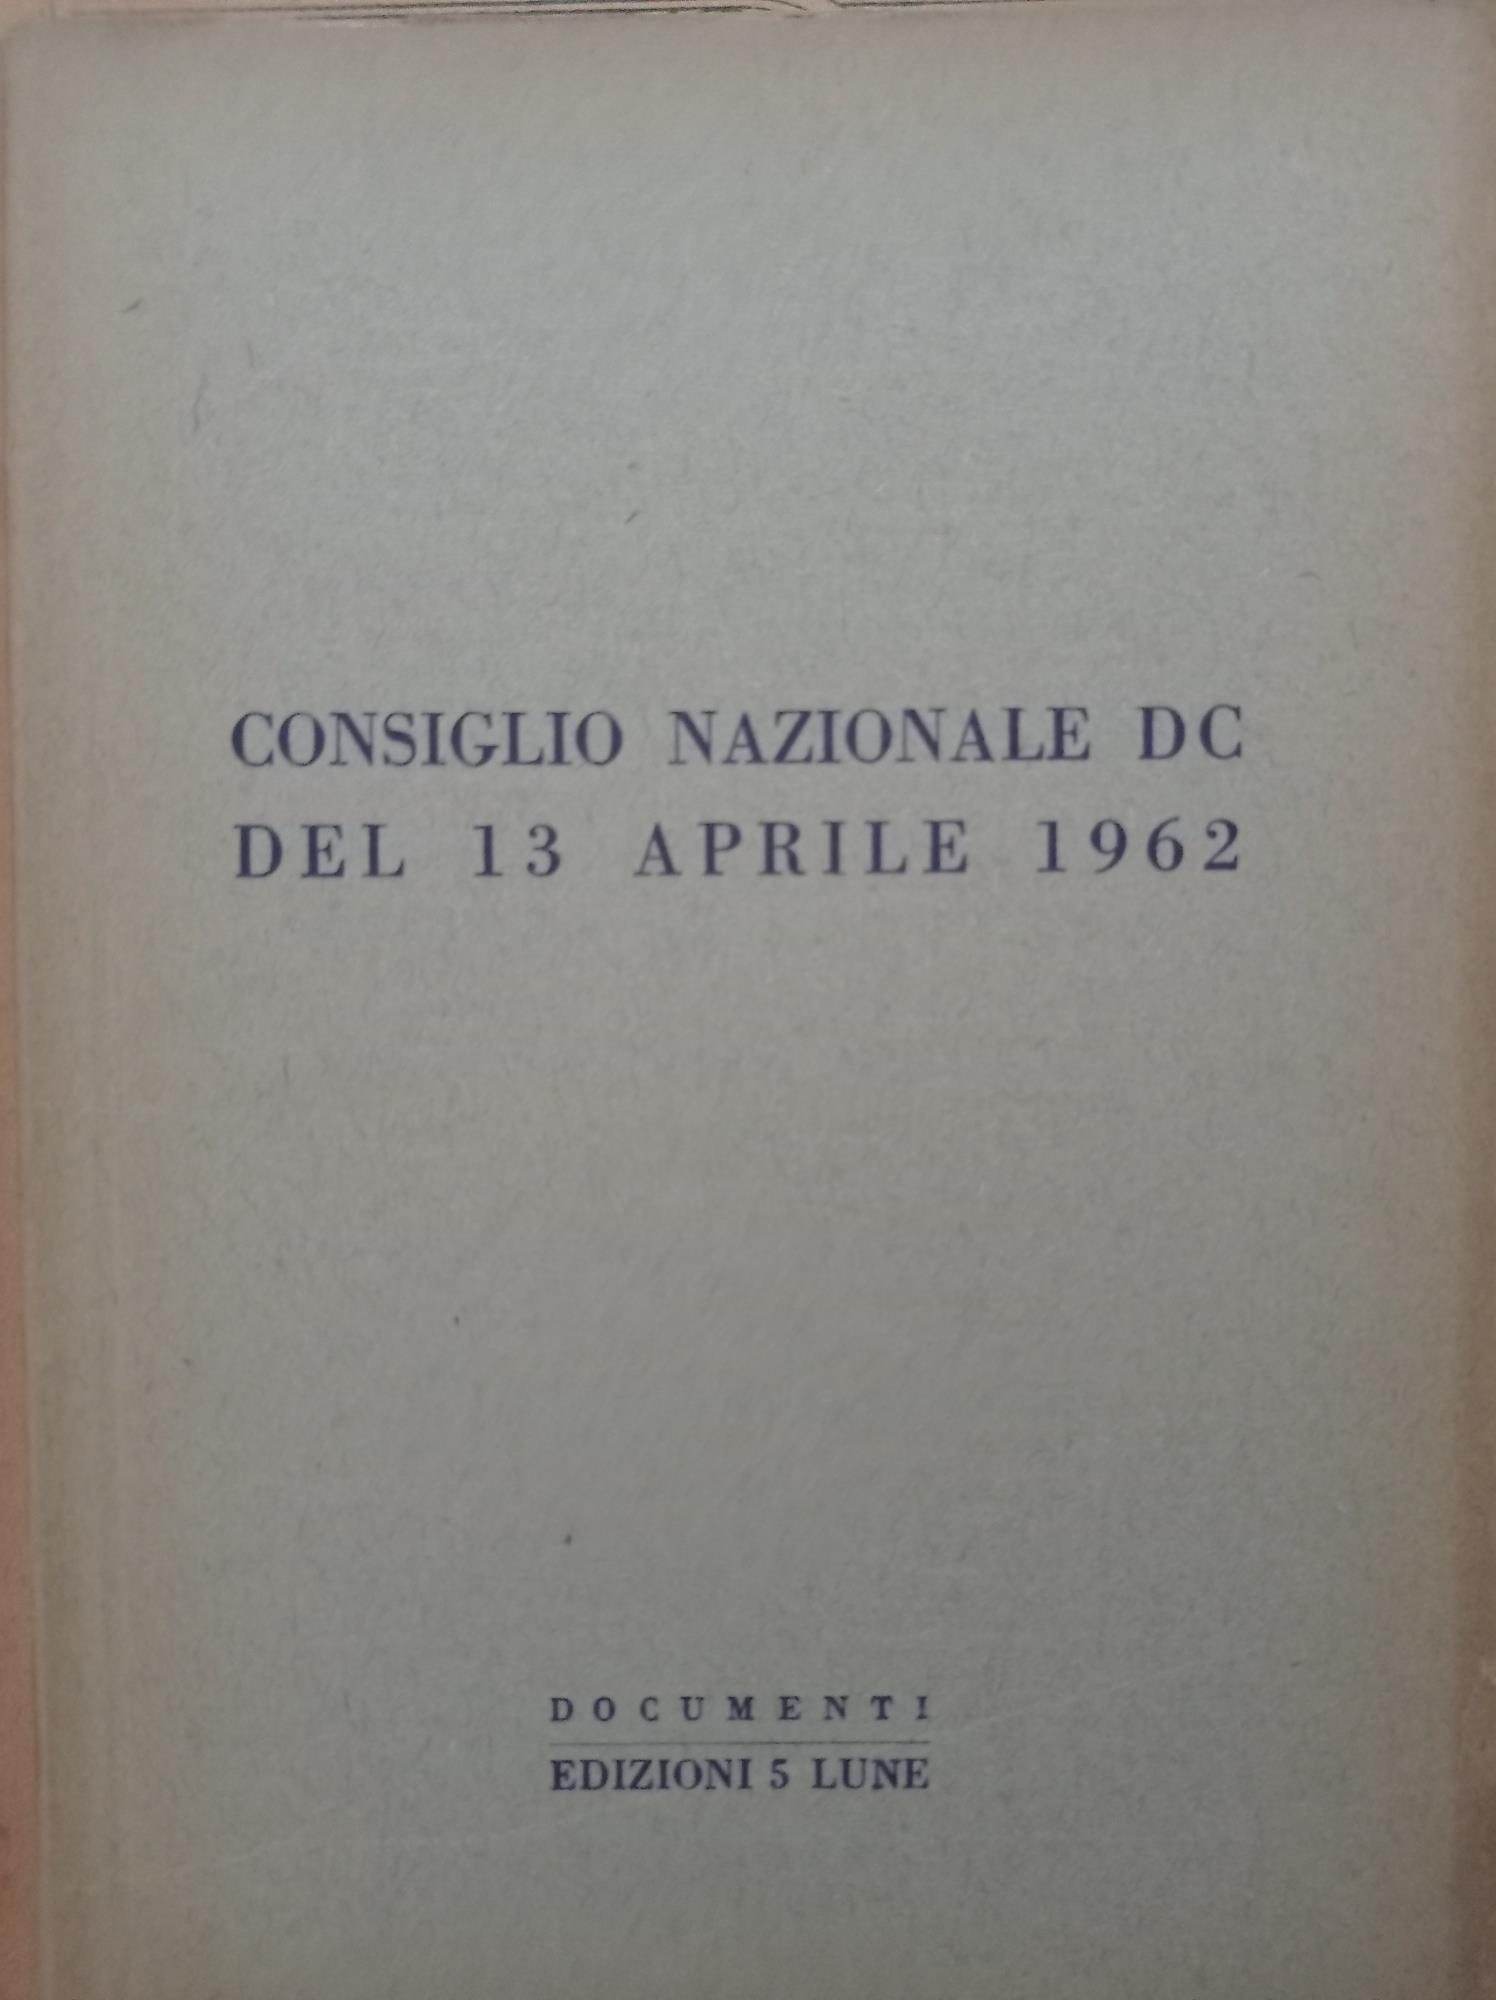 CONSIGLIO NAZIONALE DC
DEL 13 APRILE 1962
DOCUMENTI
EDIZIONI 5 LUNE